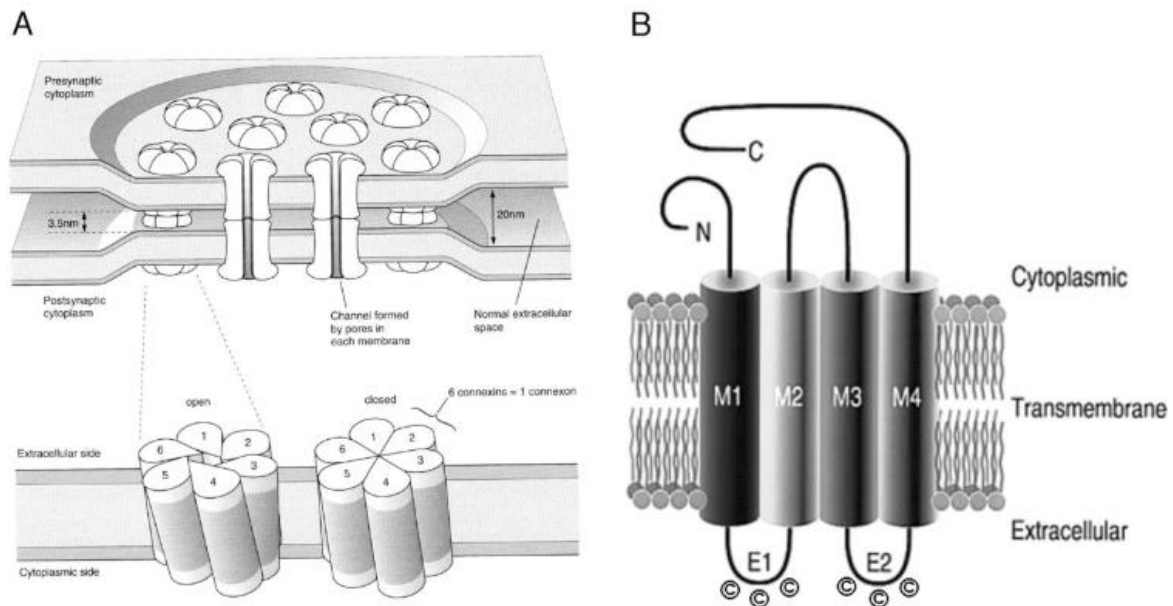 A
Presynaptic
cytoplasm
3.5nm
20nm
Postsynaptic
cytoplasm
Channel formed
by pores in
each membrane
Normal extracellular
space
6 connexins = 1 connexon
open
closed
1
2
3
4
5
6
1
2
3
4
5
6
Extracellular side
Cytoplasmic side
B
C
N
Cytoplasmic
M1
M2
M3
M4
Transmembrane
Extracellular
E1
E2
C
C
C
C
C
C